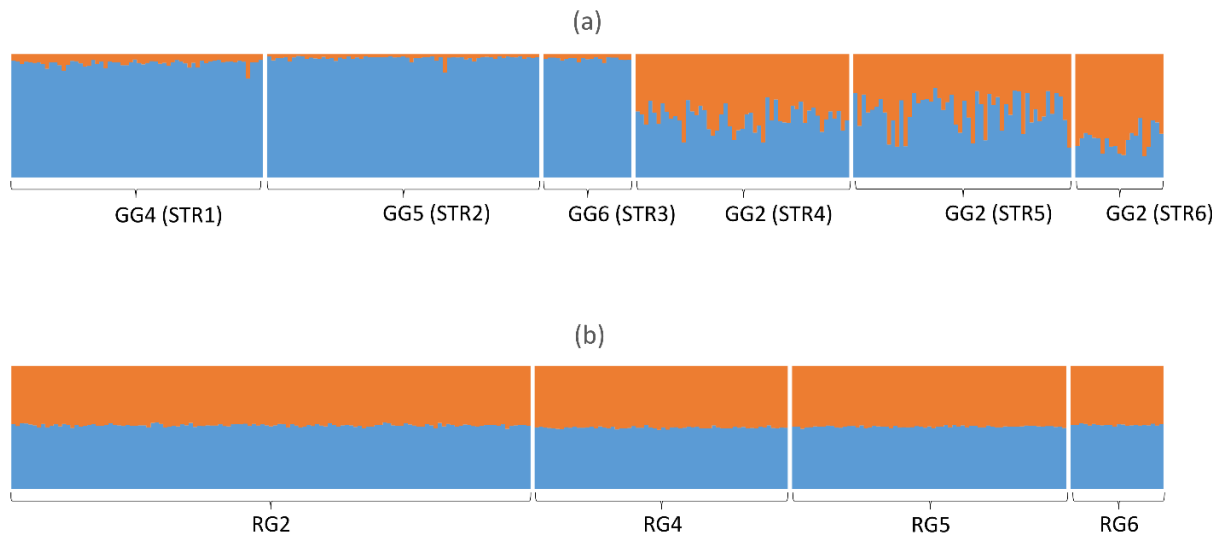 (a)
GG4 (STR1) GG5 (STR2) GG6 (STR3) GG2 (STR4) GG2 (STR5) GG2 (STR6)
(b)
RG2 RG4 RG5 RG6